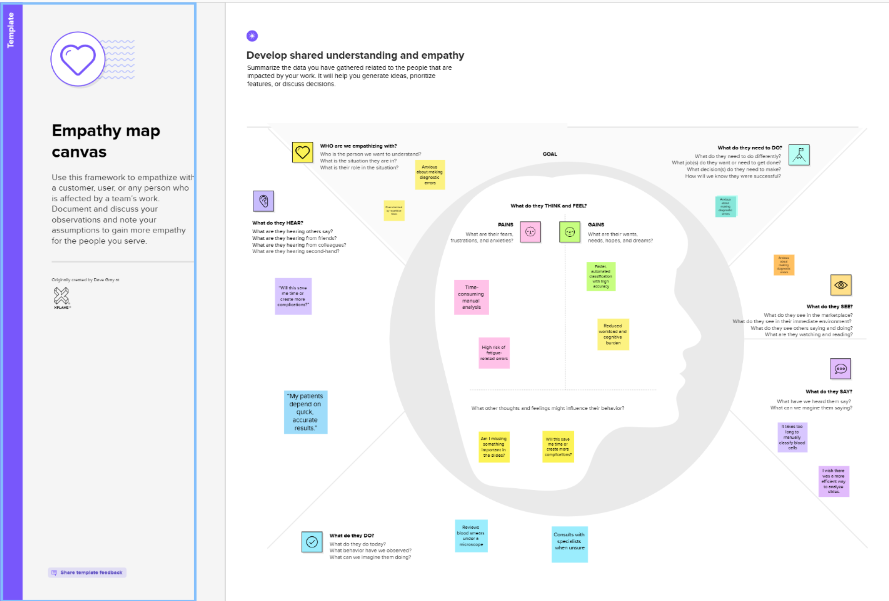 Template
Empathy map
canvas
Use this framework to empathize with
a customer, user, or any person who
is affected by a team's work.
Document and discuss your
observations and note your
assumptions to gain more empathy
for the people you serve.
Originally created by Dave Gray at
XPLANE
Share template feedback
Develop shared understanding and empathy
Summarize the data you have gathered related to the people that are
impacted by your work. It will help you generate ideas, prioritize
features, or discuss decisions.
WHO are we empathizing with?
Who is the person we want to understand?
What is the situation they are in?
What is their role in the situation?
Anxious
about making
diagnostic
errors
GOAL
What do they need to DO?
What do they need to do differently?
What job(s) do they want or need to get done?
What decision(s) do they need to make?
How will we know they were successful?
What do they HEAR?
What are they hearing others say?
What are they hearing from friends?
What are they hearing from colleagues?
What are they hearing second-hand?
"Will this save
me time or
create more
complications?"
"My patients
depend on
quick,
accurate
results."
What do they THINK and FEEL?
PAINS
What are their fears,
frustrations, and anxieties?
GAINS
What are their wants,
needs, hopes, and dreams?
Time-
consuming
manual
analysis
High risk of
fatigue-
related errors
Faster,
automated
classification
with high
accuracy
Reduced
workload and
cognitive
burden
What other thoughts and feelings might influence their behavior?
Am I missing
something
important in
the slides?
Will this save
me time or
create more
complications?
What do they SEE?
What do they see in the marketplace?
What do they see in their immediate environment?
What do they see others saying and doing?
What are they watching and reading?
What do they SAY?
What have we heard them say?
What can we imagine them saying?
It takes too
long to
manually
classify blood
cells
I wish there
was a more
efficient way
to analyze
What do they DO?
What do they do today?
What behavior have we observed?
What can we imagine them doing?
Reviews
blood smears
under a
microscope
Consults with
specialists
when unsure